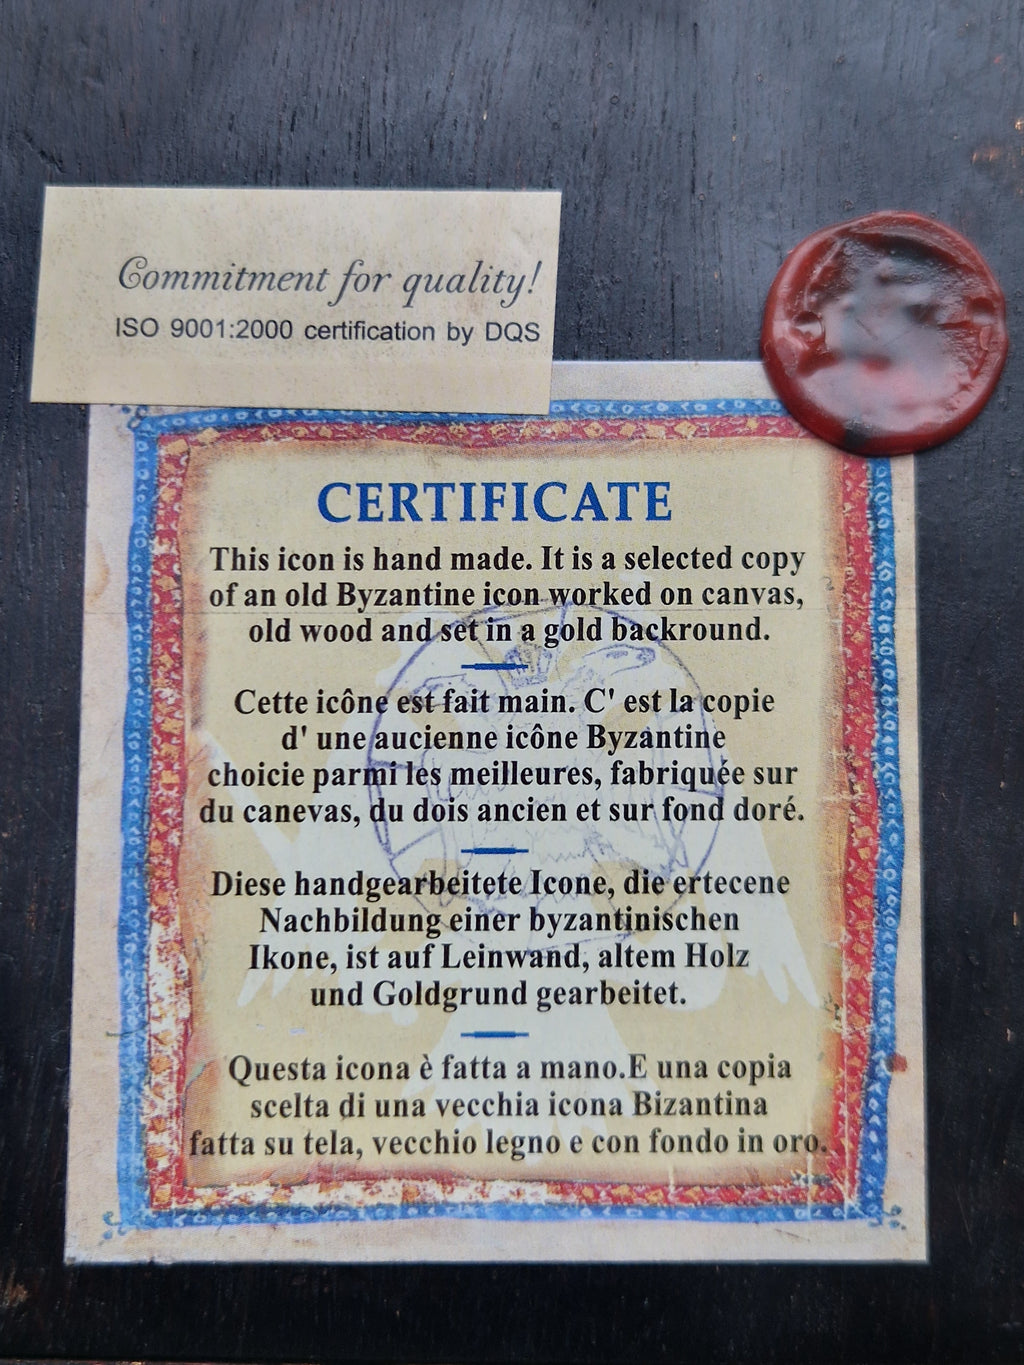 Commitment for quality!
ISO 9001:2000 certification by DQS
CERTIFICATE
This icon is hand made. It is a selected copy
of an old Byzantine icon worked on canvas,
old wood and set in a gold backround.
Cette icône est fait main. C' est la copie
d' une aucienne icône Byzantine
choicie parmi les meilleures, fabriquée sur
du canevas, du dois ancien et sur fond doré.
Diese handgearbeitete Icone, die ertecene
Nachbildung einer byzantinischen
Ikone, ist auf Leinwand, altem Holz
und Goldgrund gearbeitet.
Questa icona è fatta a mano.E una copia
scelta di una vecchia icona Bizantina
fatta su tela, vecchio legno e con fondo in oro.